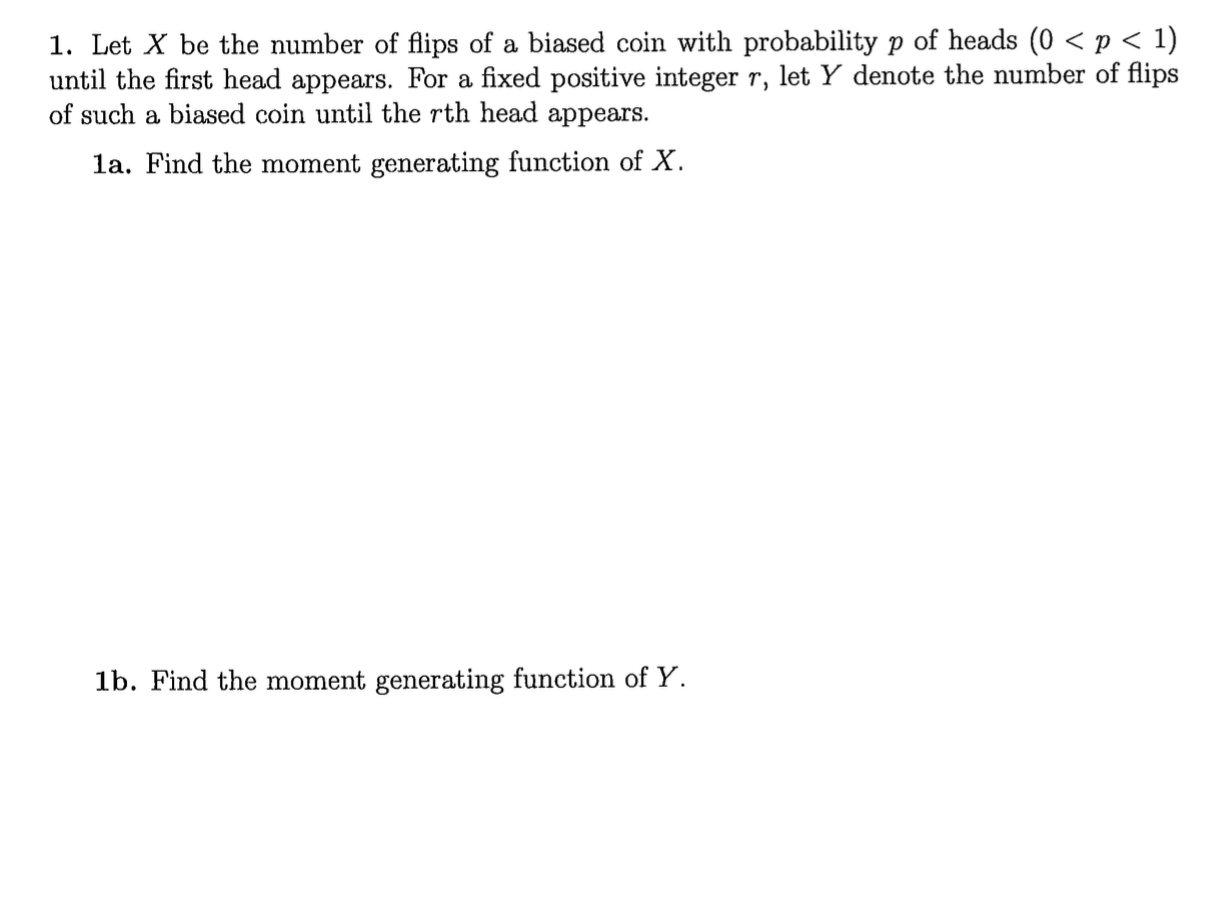 1. Let X be the number of flips of a biased coin with probability p of heads (0 < p < 1)
until the first head appears. For a fixed positive integer r, let Y denote the number of flips
of such a biased coin until the rth head appears.
1a. Find the moment generating function of X.
1b. Find the moment generating function of Y.